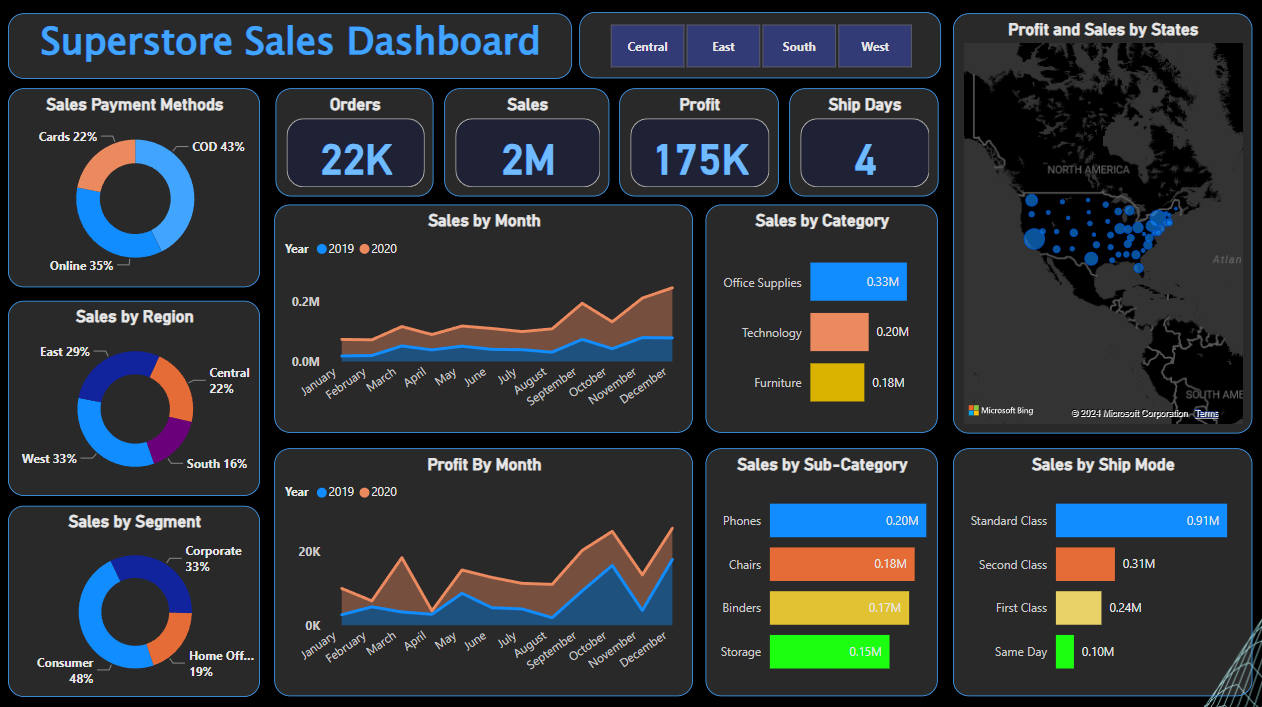 Superstore Sales Dashboard
Central
East
South
West
Profit and Sales by States
NORTH AMERICA
Atlan
SOUTH AME
Microsoft Bing
© 2024 Microsoft Corporation Terms
Sales Payment Methods
Cards 22%
COD 43%
Online 35%
Orders
22K
Sales
2M
Profit
175K
Ship Days
4
Sales by Month
Year 2019 2020
0.2M
0.0M
January
February
March
April
May
June
July
August
September
October
November
December
Sales by Category
Office Supplies 0.33M
Technology 0.20M
Furniture 0.18M
Sales by Region
East 29%
Central
22%
West 33%
South 16%
Profit By Month
Year 2019 2020
20K
0K
January
February
March
April
May
June
July
August
September
October
November
December
Sales by Sub-Category
Phones 0.20M
Chairs 0.18M
Binders 0.17M
Storage 0.15M
Sales by Ship Mode
Standard Class 0.91M
Second Class 0.31M
First Class 0.24M
Same Day 0.10M
Sales by Segment
Corporate
33%
Consumer
48%
Home Off...
19%